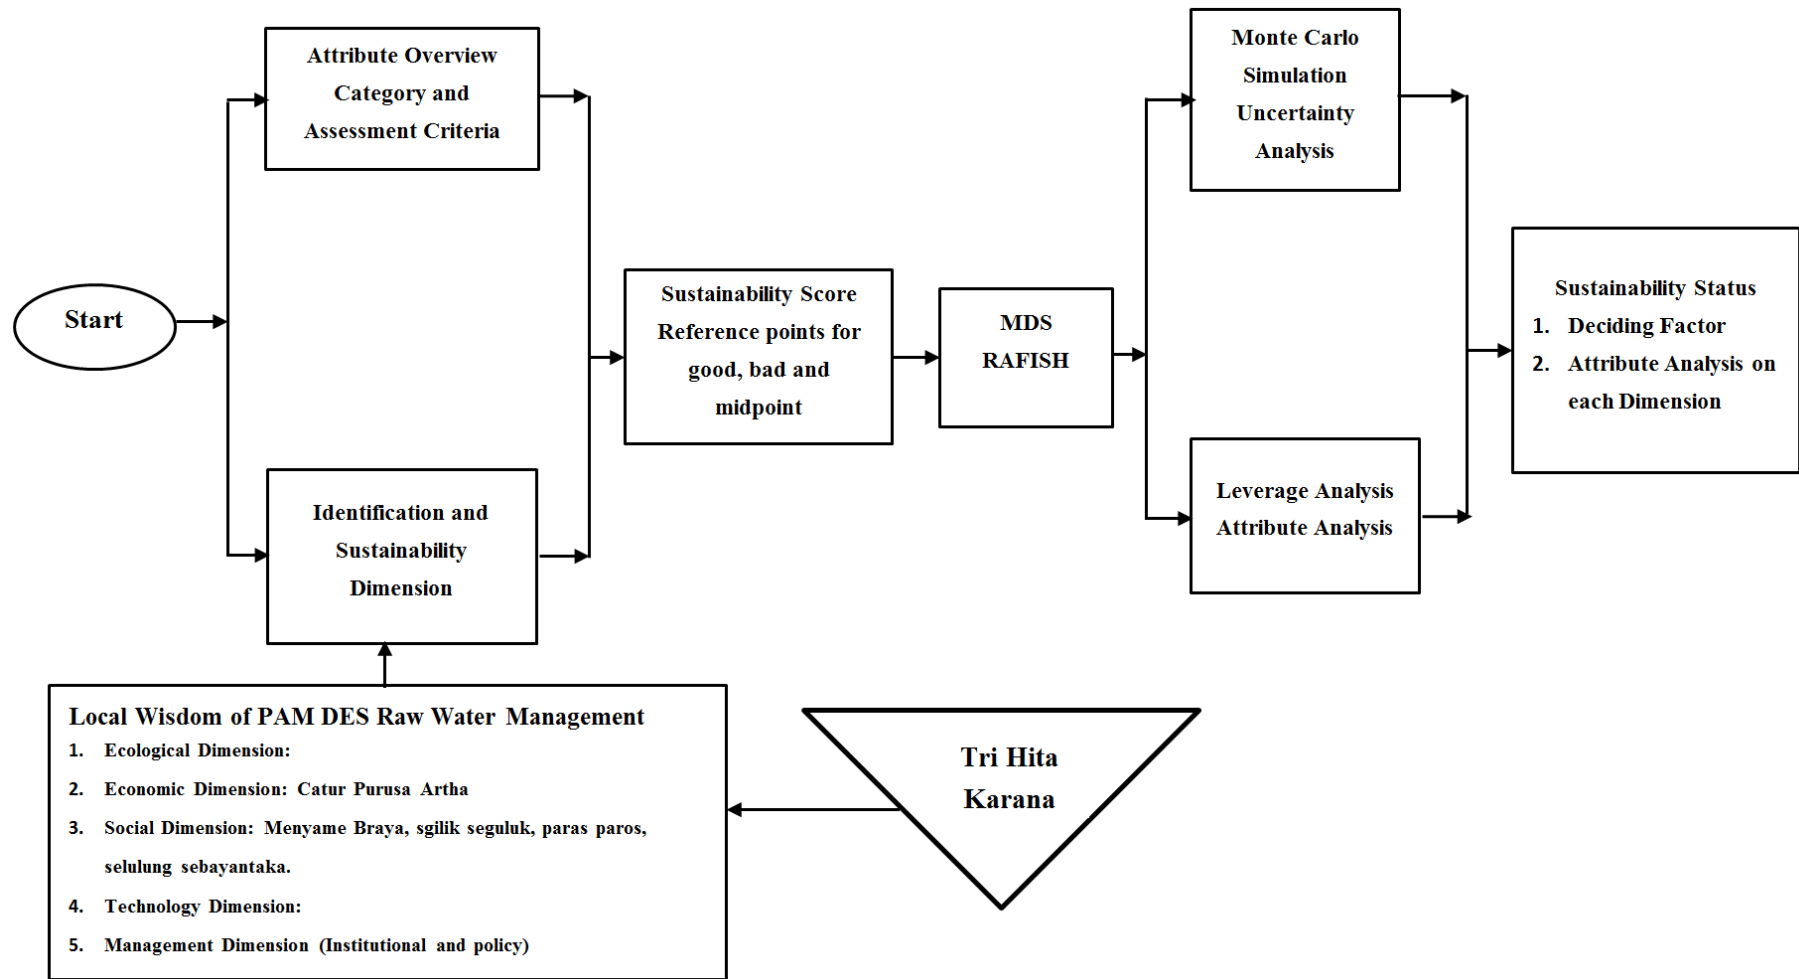 Attribute Overview
Category and
Assessment Criteria
Monte Carlo
Simulation
Uncertainty
Analysis
Start
Sustainability Score
Reference points for
good, bad and
midpoint
MDS
RAFISH
Sustainability Status
1. Deciding Factor
2. Attribute Analysis on
each Dimension
Identification and
Sustainability
Dimension
Leverage Analysis
Attribute Analysis
Local Wisdom of PAM DES Raw Water Management
1. Ecological Dimension:
2. Economic Dimension: Catur Purusa Artha
3. Social Dimension: Menyame Braya, sgilik seguluk, paras paros,
selulung sebayantaka.
4. Technology Dimension:
5. Management Dimension (Institutional and policy)
Tri Hita
Karana